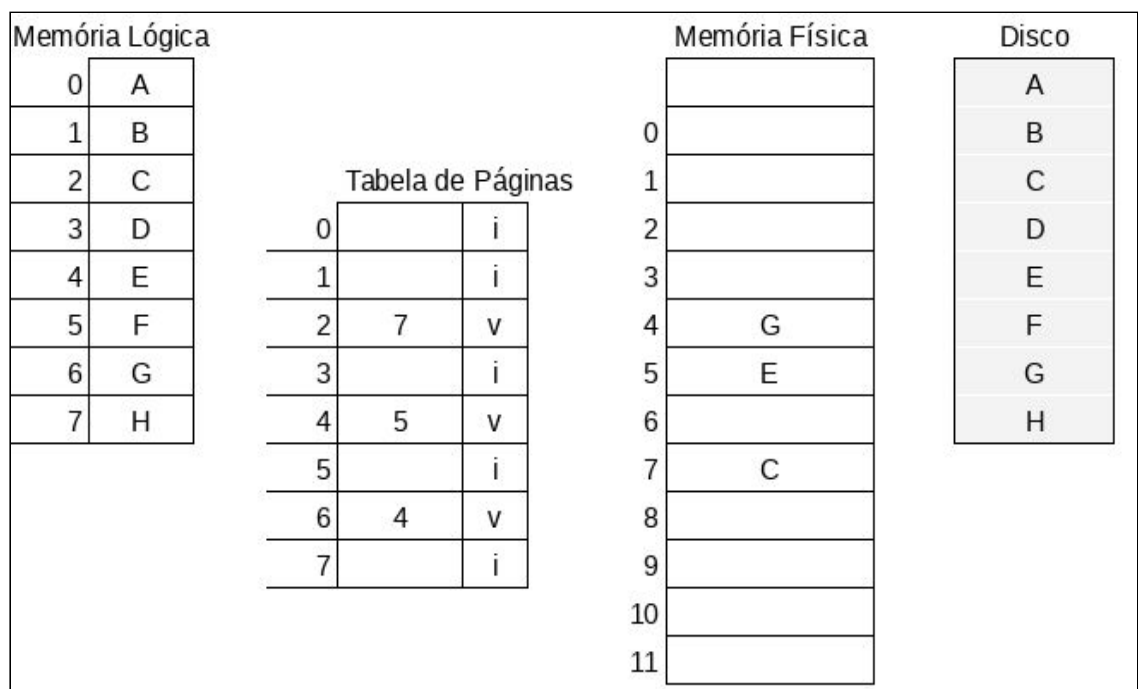 Memória Lógica Memória Física Disco
0 A A
1 B 0 B
2 C Tabela de Páginas 1 C
3 D 0 i 2 D
4 E 1 i 3 E
5 F 2 7 v 4 G F
6 G 3 i 5 E G
7 H 4 5 v 6 H
5 i 7 C
6 4 v 8
7 i 9
10
11